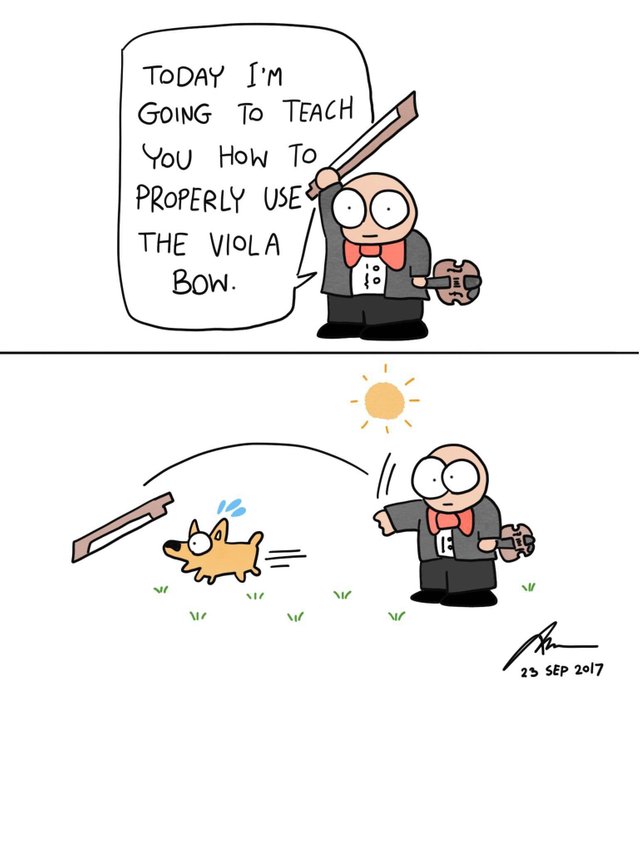 TODAY I'M
GOING TO TEACH
YOU HOW TO
PROPERLY USE
THE VIOLA
BOW.
23 SEP 2017